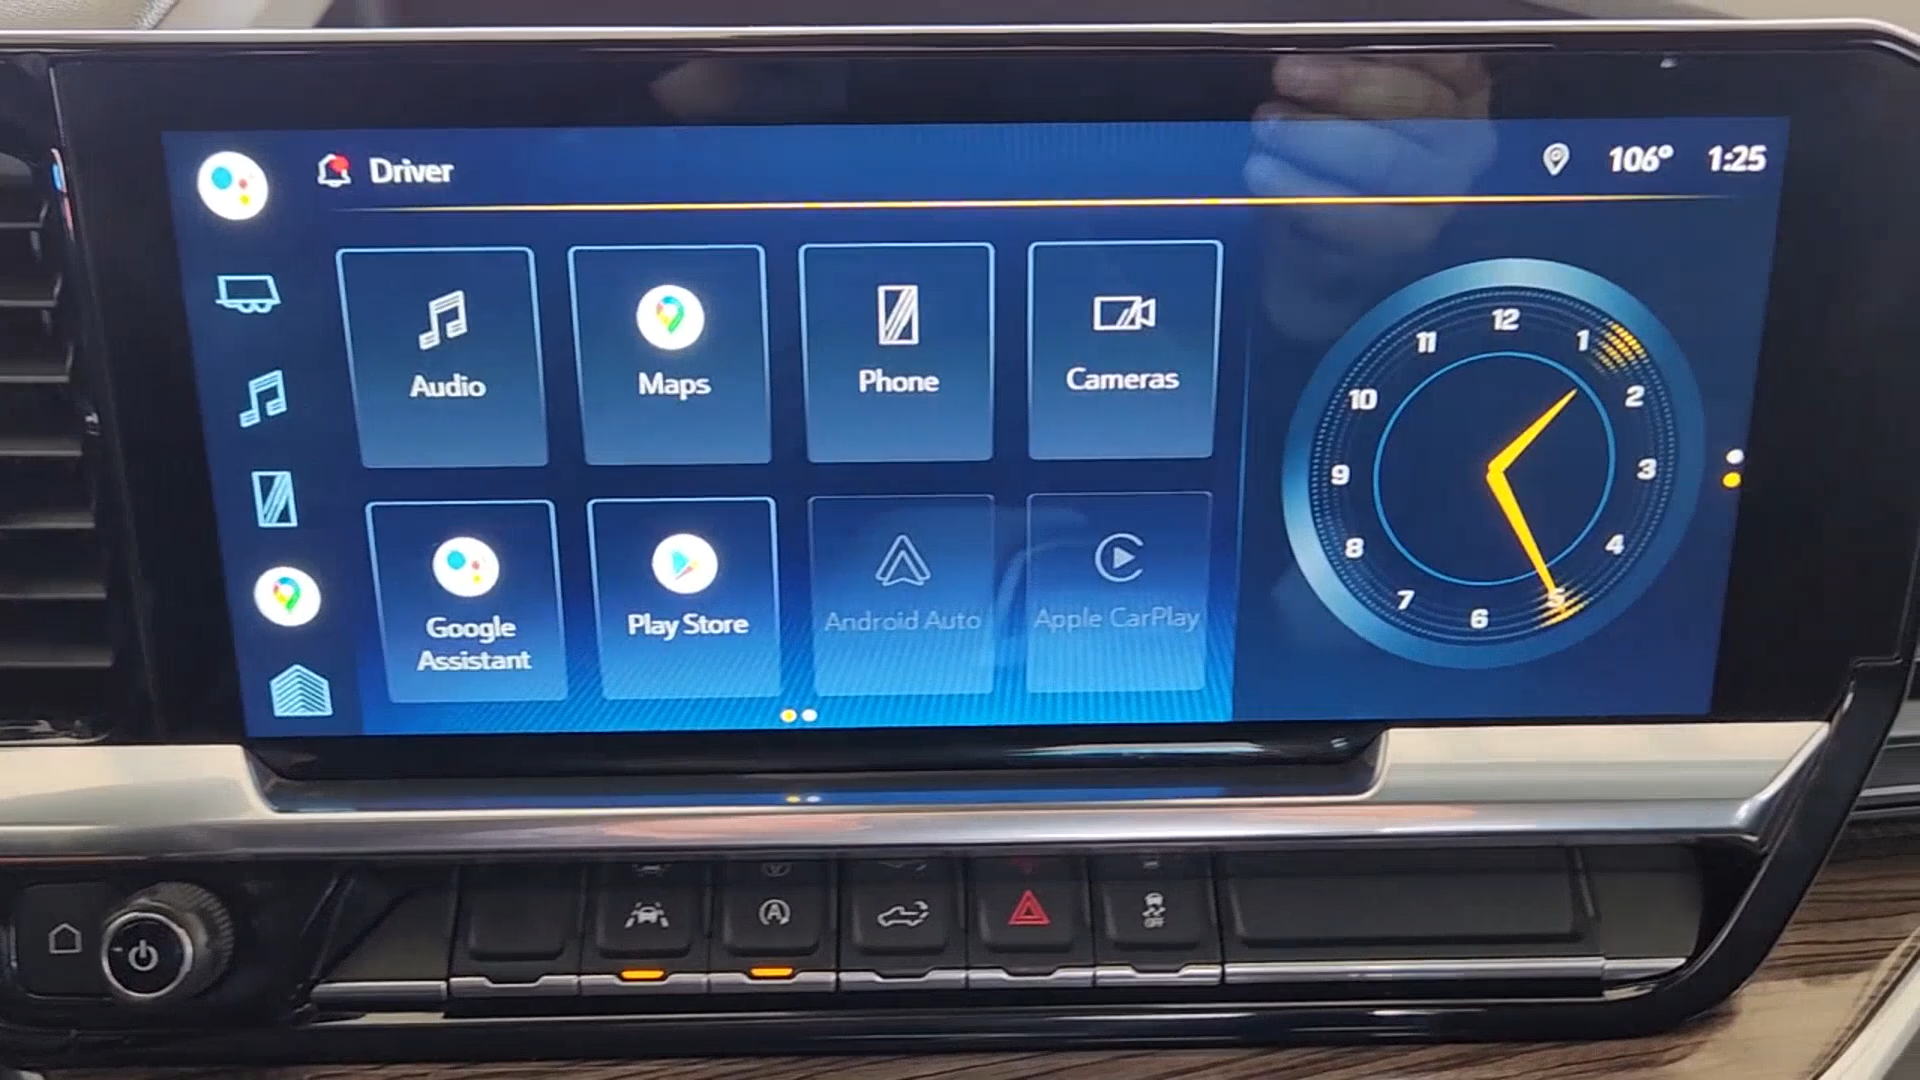 Driver
106° 1:25
Audio
Maps
Phone
Cameras
Google
Assistant
Play Store
Android Auto
Apple CarPlay
12
1
2
3
4
5
6
7
8
9
10
11
A
OFF